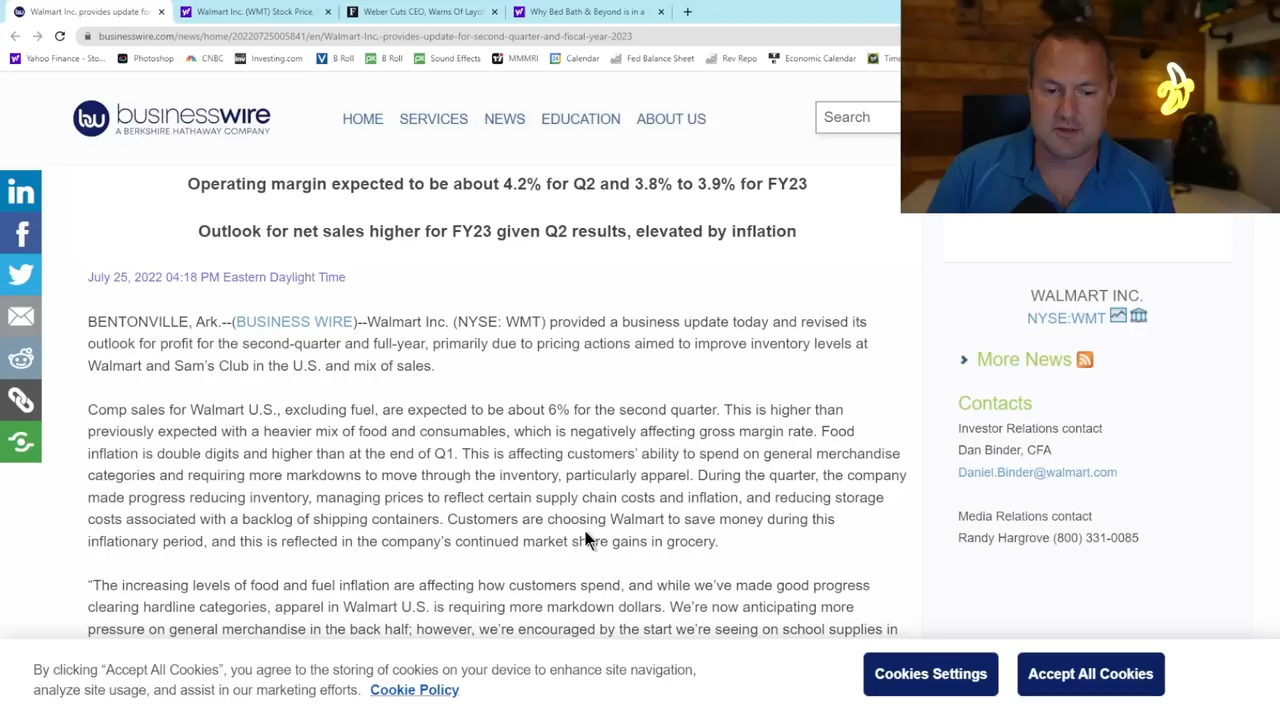 Walmart Inc. provides update for
Walmart Inc. (WMT) Stock Price,
Weber Cuts CEO, Warns Of Layof
Why Bed Bath & Beyond is in a
businesswire.com/news/home/20220725005841/en/Walmart-Inc.-provides-update-for-second-quarter-and-fiscal-year-2023
Yahoo Finance - Sto...
Photoshop
CNBC
Investing.com
B Roll
B Roll
Sound Effects
MMMRI
Calendar
Fed Balance Sheet
Rev Repo
Economic Calendar
Time
businesswire
A BERKSHIRE HATHAWAY COMPANY
HOME
SERVICES
NEWS
EDUCATION
ABOUT US
Search
Operating margin expected to be about 4.2% for Q2 and 3.8% to 3.9% for FY23
Outlook for net sales higher for FY23 given Q2 results, elevated by inflation
July 25, 2022 04:18 PM Eastern Daylight Time
BENTONVILLE, Ark.--(BUSINESS WIRE)--Walmart Inc. (NYSE: WMT) provided a business update today and revised its
outlook for profit for the second-quarter and full-year, primarily due to pricing actions aimed to improve inventory levels at
Walmart and Sam's Club in the U.S. and mix of sales.
Comp sales for Walmart U.S., excluding fuel, are expected to be about 6% for the second quarter. This is higher than
previously expected with a heavier mix of food and consumables, which is negatively affecting gross margin rate. Food
inflation is double digits and higher than at the end of Q1. This is affecting customers' ability to spend on general merchandise
categories and requiring more markdowns to move through the inventory, particularly apparel. During the quarter, the company
made progress reducing inventory, managing prices to reflect certain supply chain costs and inflation, and reducing storage
costs associated with a backlog of shipping containers. Customers are choosing Walmart to save money during this
inflationary period, and this is reflected in the company's continued market share gains in grocery.
“The increasing levels of food and fuel inflation are affecting how customers spend, and while we've made good progress
clearing hardline categories, apparel in Walmart U.S. is requiring more markdown dollars. We're now anticipating more
pressure on general merchandise in the back half; however, we're encouraged by the start we're seeing on school supplies in
WALMART INC.
NYSE:WMT
More News
Contacts
Investor Relations contact
Dan Binder, CFA
Daniel.Binder@walmart.com
Media Relations contact
Randy Hargrove (800) 331-0085
By clicking “Accept All Cookies”, you agree to the storing of cookies on your device to enhance site navigation,
analyze site usage, and assist in our marketing efforts. Cookie Policy
Cookies Settings
Accept All Cookies